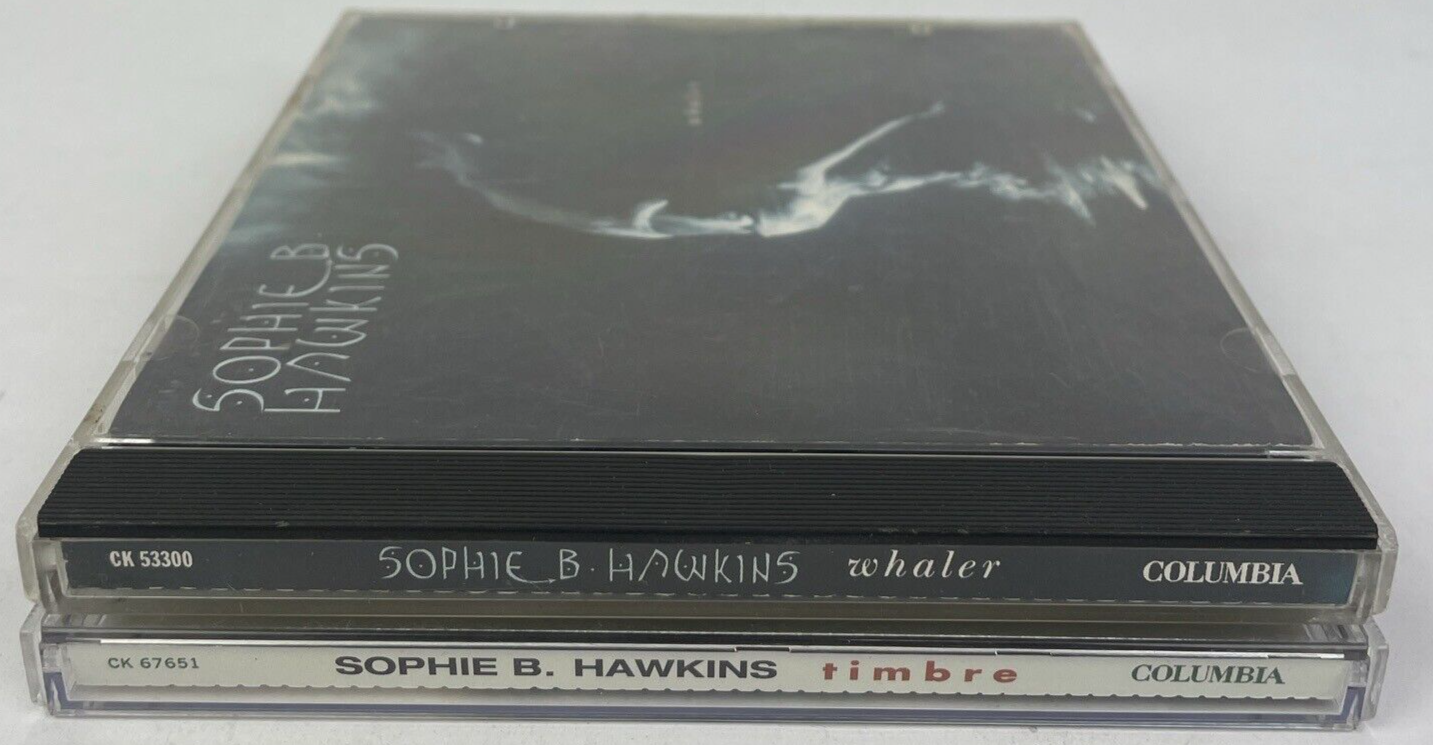 SOPHIE B.
HAWKINS
CK 53300 SOPHIE B. HAWKINS whaler COLUMBIA
CK 67651 SOPHIE B. HAWKINS timbre COLUMBIA